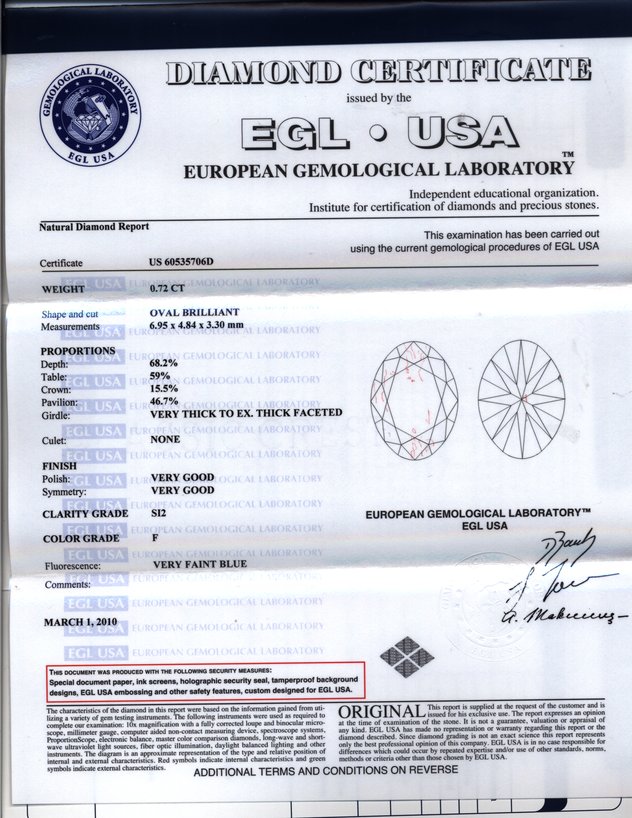 GEMOLOGICAL LABORATORY
EGL USA
DIAMOND CERTIFICATE
issued by the
EGL • USA
EUROPEAN GEMOLOGICAL LABORATORY™
Independent educational organization.
Institute for certification of diamonds and precious stones.
Natural Diamond Report
This examination has been carried out
using the current gemological procedures of EGL USA
Certificate US 60535706D
WEIGHT 0.72 CT
Shape and cut OVAL BRILLIANT
Measurements 6.95 x 4.84 x 3.30 mm
PROPORTIONS
Depth: 68.2%
Table: 59%
Crown: 15.5%
Pavilion: 46.7%
Girdle: VERY THICK TO EX. THICK FACETED
Culet: NONE
FINISH
Polish: VERY GOOD
Symmetry: VERY GOOD
CLARITY GRADE SI2
COLOR GRADE F
Fluorescence: VERY FAINT BLUE
Comments:
MARCH 1, 2010
EUROPEAN GEMOLOGICAL LABORATORY™
EGL USA
THIS DOCUMENT WAS PRODUCED WITH THE FOLLOWING SECURITY MEASURES:
Special document paper, ink screens, holographic security seal, tamperproof background
designs, EGL USA embossing and other safety features, custom designed for EGL USA.
The characteristics of the diamond in this report were based on the information gained from uti-
lizing a variety of gem testing instruments. The following instruments were used as required to
complete our examination: 10x magnification with a fully corrected loupe and binocular micro-
scope, millimeter gauge, computer aided non-contact measuring device, spectroscope systems,
ProportionScope, electronic balance, master color comparison diamonds, long-wave and short-
wave ultraviolet light sources, fiber optic illumination, daylight balanced lighting and other
instruments. The diagram is an approximate representation of the type and relative position of
internal and external characteristics. Red symbols indicate internal characteristics and green
symbols indicate external characteristics.
ORIGINAL This report is supplied at the request of the customer and is
issued for his exclusive use. The report expresses an opinion
at the time of examination of the stone. It is not a guarantee, valuation or appraisal of
any kind. EGL USA has made no representation or warranty regarding this report or the
diamond described. Since diamond grading is not an exact science this report represents
only the best professional opinion of this company. EGL USA is in no case responsible for
differences which could occur by repeated expertise and/or use of other standards, norms,
methods or criteria other than those chosen by EGL USA.
ADDITIONAL TERMS AND CONDITIONS ON REVERSE